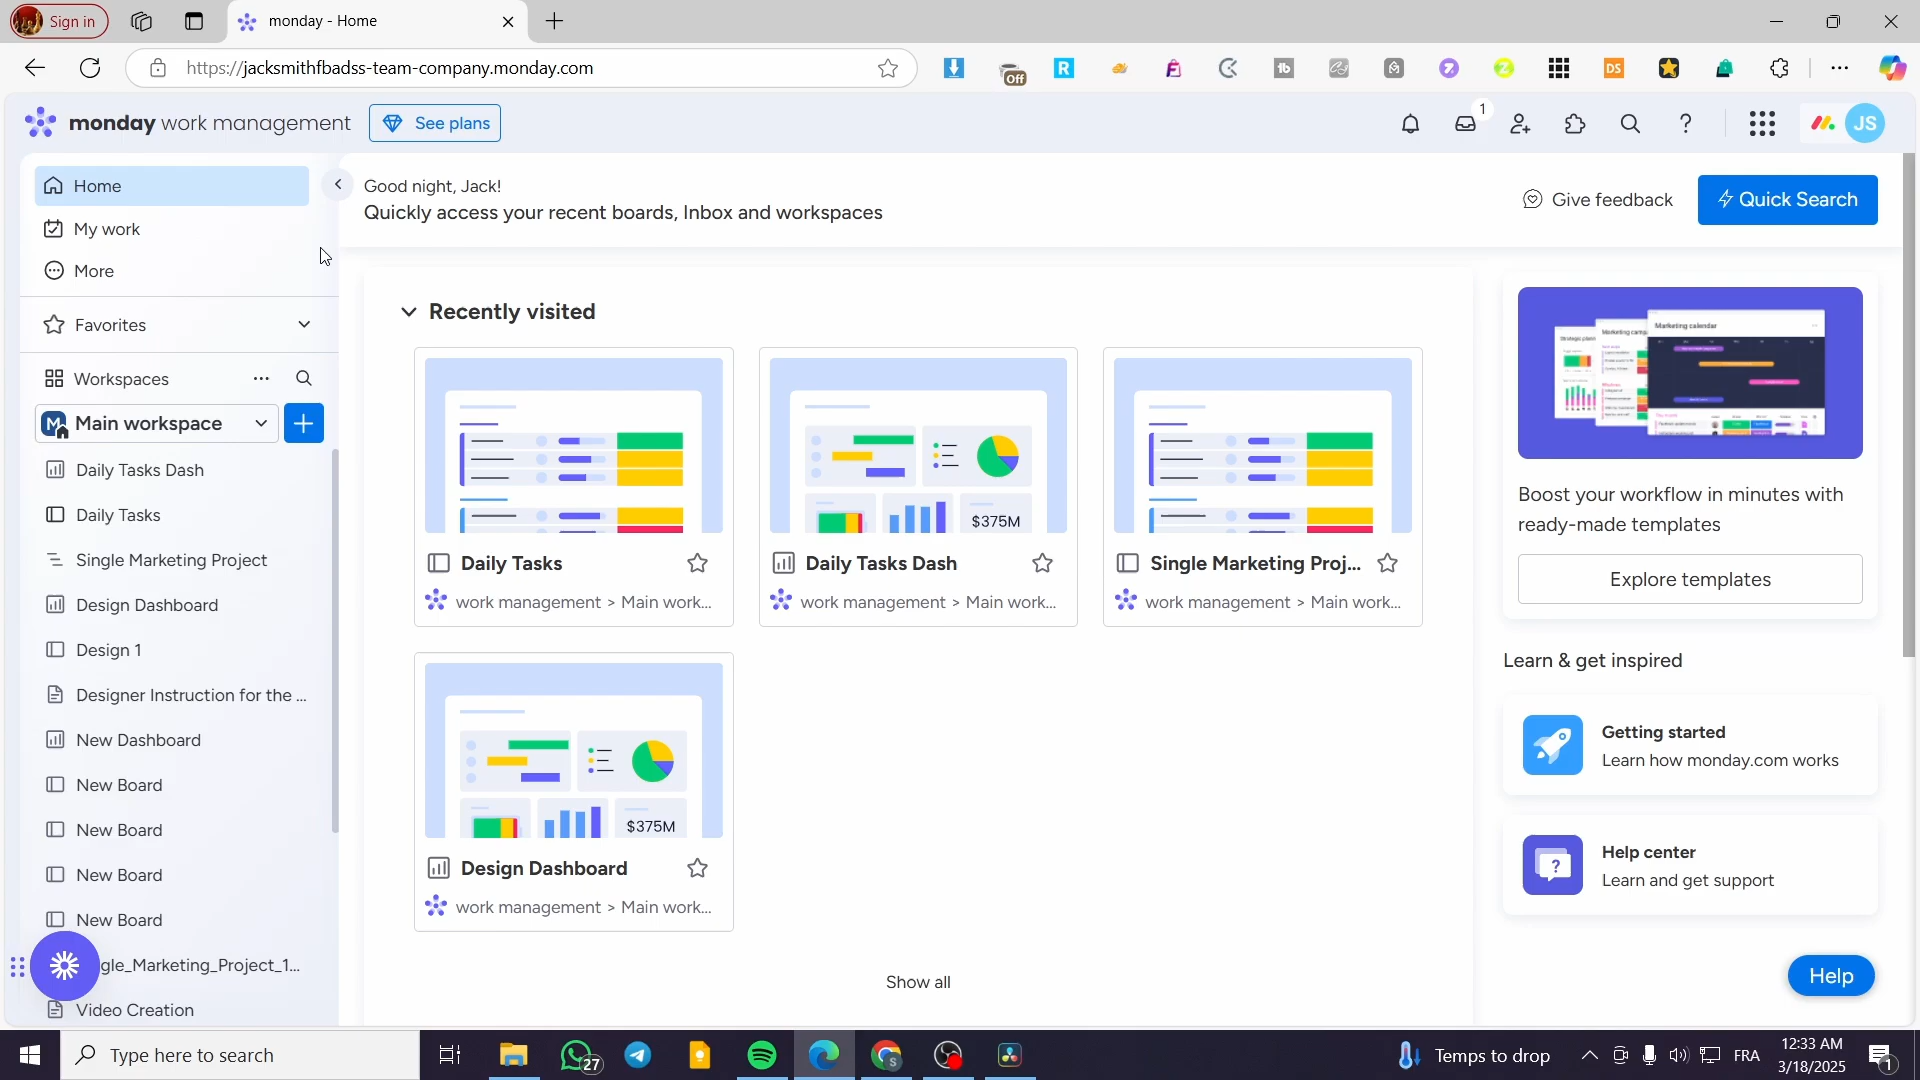 Sign in
monday - Home
https://jacksmithfbadss-team-company.monday.com
Off
DS
monday work management
See plans
1
JS
Home
My work
More
Favorites
Workspaces
M Main workspace
Daily Tasks Dash
Daily Tasks
Single Marketing Project
Design Dashboard
Design 1
Designer Instruction for the ...
New Dashboard
New Board
New Board
New Board
New Board
gle_Marketing_Project_1...
Video Creation
Good night, Jack!
Quickly access your recent boards, Inbox and workspaces
Give feedback
Quick Search
Recently visited
Daily Tasks
work management > Main work...
$375M
Daily Tasks Dash
work management > Main work...
Single Marketing Proj...
work management > Main work...
$375M
Design Dashboard
work management > Main work...
Show all
Marketing calendar
Boost your workflow in minutes with
ready-made templates
Explore templates
Learn & get inspired
Getting started
Learn how monday.com works
Help center
Learn and get support
Help
Type here to search
27
Temps to drop
FRA
12:33 AM
3/18/2025
1